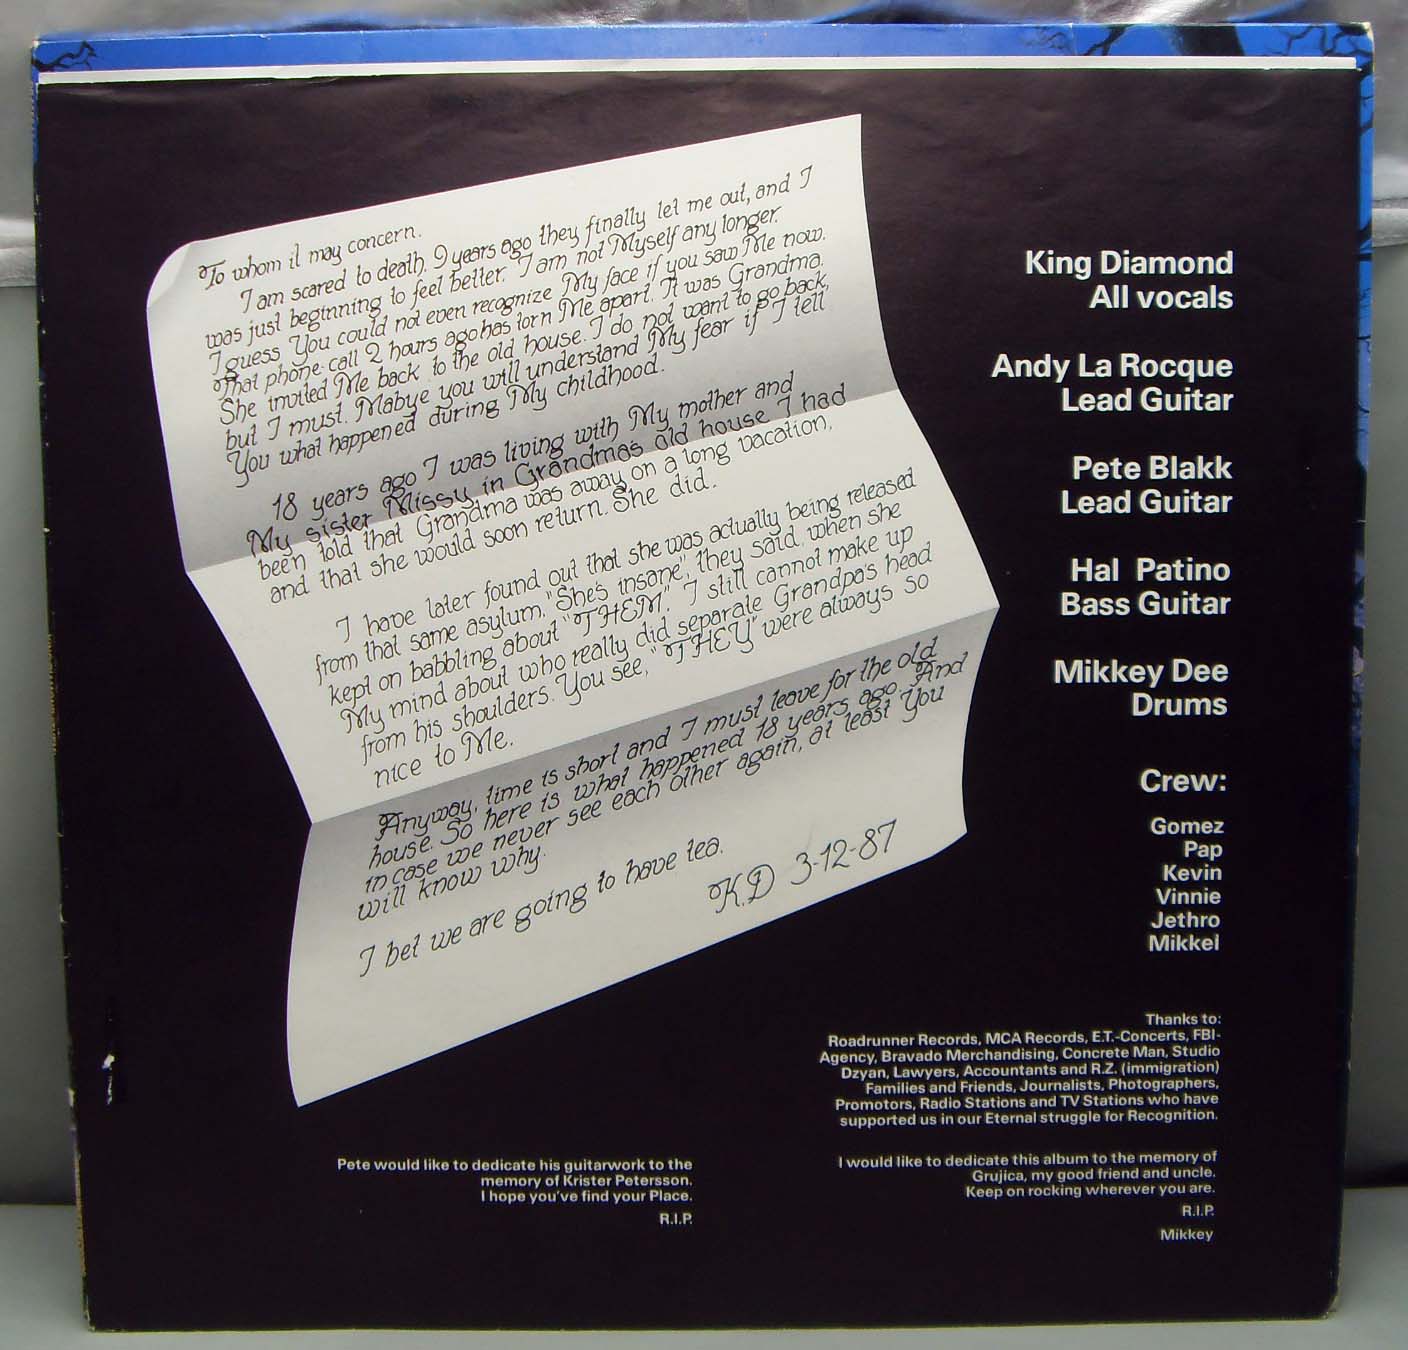 To whom it may concern.
I am scared to death. 9 years ago they finally let me out, and I
was just beginning to feel better. I am not Myself any longer.
I guess You could not even recognize My face if you saw Me now.
That phone-call 2 hours ago has torn Me apart. It was Grandma.
She invited Me back to the old house. I do not want to go back,
but I must. Mabye you will understand My fear if I tell
You what happened during My childhood.
18 years ago I was living with My mother and
My sister Missy in Grandmas old house. I had
been told that Grandma was away on a long vacation,
and that she would soon return. She did.
I have later found out that she was actually being released
from that same asylum. "She's insane", they said, when she
kept on babbling about "THEM". I still cannot make up
My mind about who really did separate Grandpa's head
from his shoulders. You see, "THEY" were always so
nice to Me.
Anyway, time is short and I must leave for the old
house. So here is what happened 18 years ago. And
in case we never see each other again, at least You
will know why.
I bet we are going to have tea.
K.D 3-12-87
King Diamond
All vocals
Andy La Rocque
Lead Guitar
Pete Blakk
Lead Guitar
Hal Patino
Bass Guitar
Mikkey Dee
Drums
Crew:
Gomez
Pap
Kevin
Vinnie
Jethro
Mikkel
Thanks to:
Roadrunner Records, MCA Records, E.T.-Concerts, FBI-
Agency, Bravado Merchandising, Concrete Man, Studio
Dzyan, Lawyers, Accountants and R.Z. (immigration)
Families and Friends, Journalists, Photographers,
Promotors, Radio Stations and TV Stations who have
supported us in our Eternal struggle for Recognition.
Pete would like to dedicate his guitarwork to the
memory of Krister Petersson.
I hope you've find your Place.
R.I.P.
I would like to dedicate this album to the memory of
Grujica, my good friend and uncle.
Keep on rocking wherever you are.
R.I.P.
Mikkey